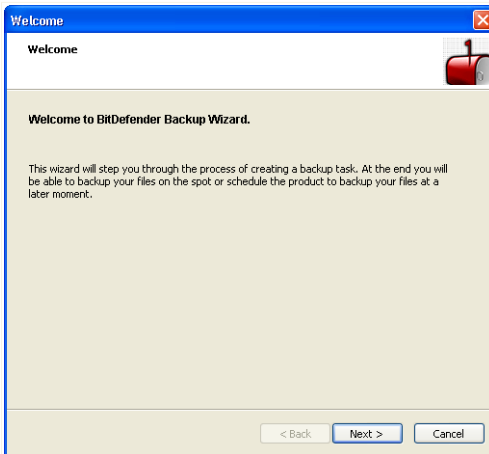 Welcome
Welcome
Welcome to BitDefender Backup Wizard.
This wizard will step you through the process of creating a backup task. At the end you will
be able to backup your files on the spot or schedule the product to backup your files at a
later moment.
< Back Next > Cancel